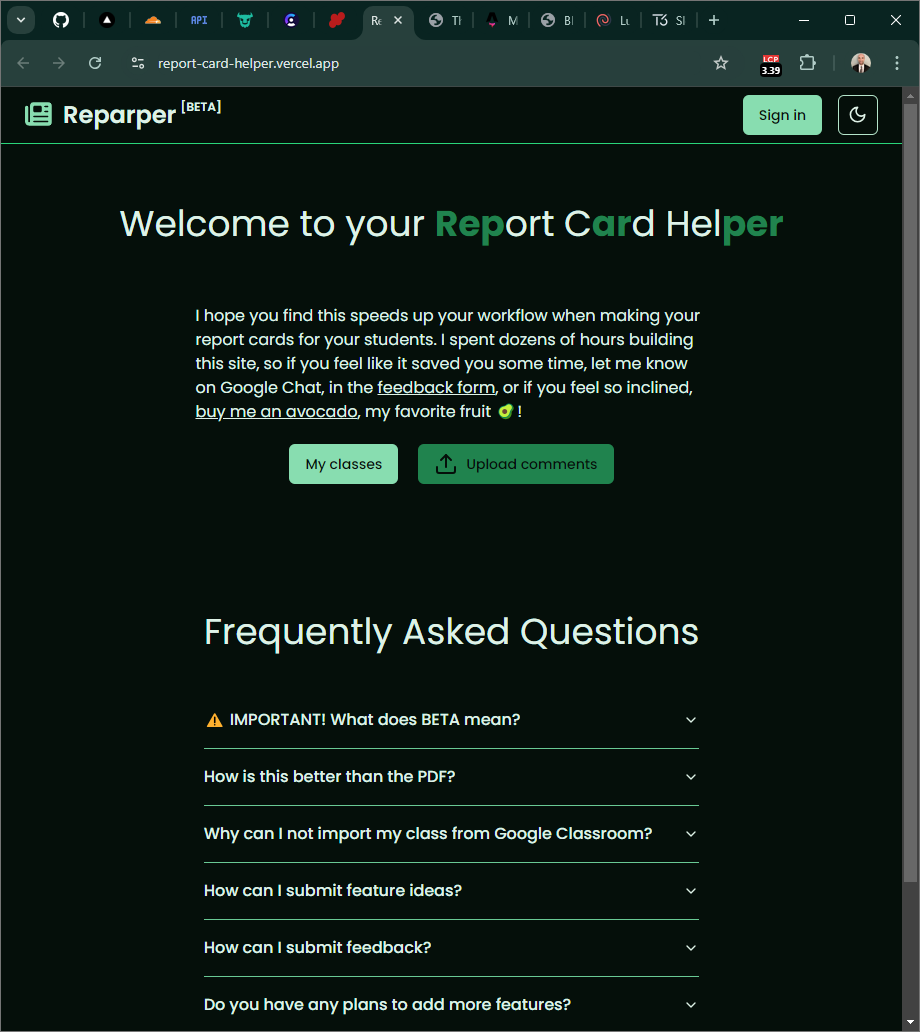 API
Re
Tl
M
Bl
Lu
T3 Sl
report-card-helper.vercel.app
LCP
3.39
Reparper [BETA]
Sign in
Welcome to your Report Card Helper
I hope you find this speeds up your workflow when making your
report cards for your students. I spent dozens of hours building
this site, so if you feel like it saved you some time, let me know
on Google Chat, in the feedback form, or if you feel so inclined,
buy me an avocado, my favorite fruit 🥑 !
My classes
Upload comments
Frequently Asked Questions
⚠️ IMPORTANT! What does BETA mean?
How is this better than the PDF?
Why can I not import my class from Google Classroom?
How can I submit feature ideas?
How can I submit feedback?
Do you have any plans to add more features?